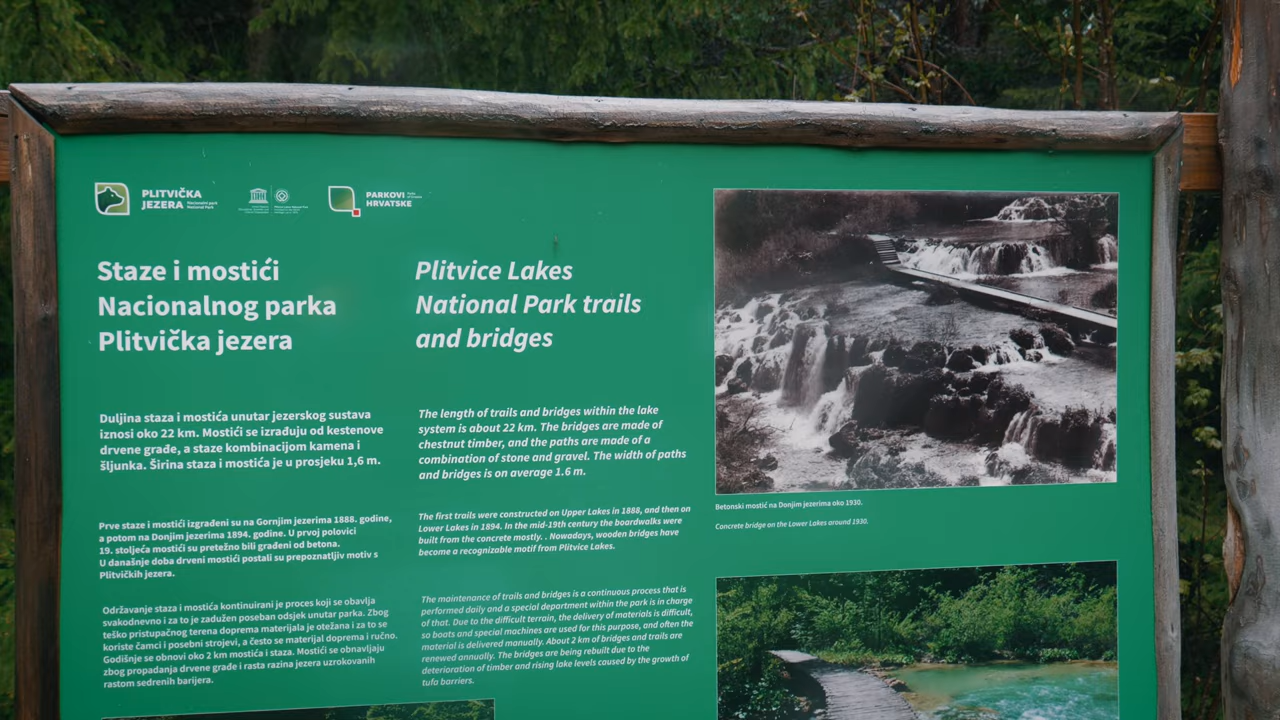 PLITVIČKA
JEZERA
Nacionalni park
National Park
PARKOVI
HRVATSKE
Staze i mostići
Nacionalnog parka
Plitvička jezera
Duljina staza i mostića unutar jezerskog sustava
iznosi oko 22 km. Mostići se izrađuju od kestenove
drvene građe, a staze kombinacijom kamena i
šljunka. Širina staza i mostića je u prosjeku 1,6 m.
Prve staze i mostići izgrađeni su na Gornjim jezerima 1888. godine,
a potom na Donjim jezerima 1894. godine. U prvoj polovici
19. stoljeća mostići su pretežno bili građeni od betona.
U današnje doba drveni mostići postali su prepoznatljiv motiv s
Plitvičkih jezera.
Održavanje staza i mostića kontinuirani je proces koji se obavlja
svakodnevno i za to je zadužen poseban odsjek unutar parka. Zbog
teško pristupačnog terena doprema materijala je otežana i za to se
koriste čamci i posebni strojevi, a često se materijal doprema i ručno.
Godišnje se obnovi oko 2 km mostića i staza. Mostići se obnavljaju
zbog propadanja drvene građe i rasta razina jezera uzrokovanih
rastom sedrenih barijera.
Plitvice Lakes
National Park trails
and bridges
The length of trails and bridges within the lake
system is about 22 km. The bridges are made of
chestnut timber, and the paths are made of a
combination of stone and gravel. The width of paths
and bridges is on average 1.6 m.
The first trails were constructed on Upper Lakes in 1888, and then on
Lower Lakes in 1894. In the mid-19th century the boardwalks were
built from the concrete mostly. . Nowadays, wooden bridges have
become a recognizable motif from Plitvice Lakes.
The maintenance of trails and bridges is a continuous process that is
performed daily and a special department within the park is in charge
of that. Due to the difficult terrain, the delivery of materials is difficult,
so boats and special machines are used for this purpose, and often the
material is delivered manually. About 2 km of bridges and trails are
renewed annually. The bridges are being rebuilt due to the
deterioration of timber and rising lake levels caused by the growth of
tufa barriers.
Betonski mostić na Donjim jezerima oko 1930.
Concrete bridge on the Lower Lakes around 1930.